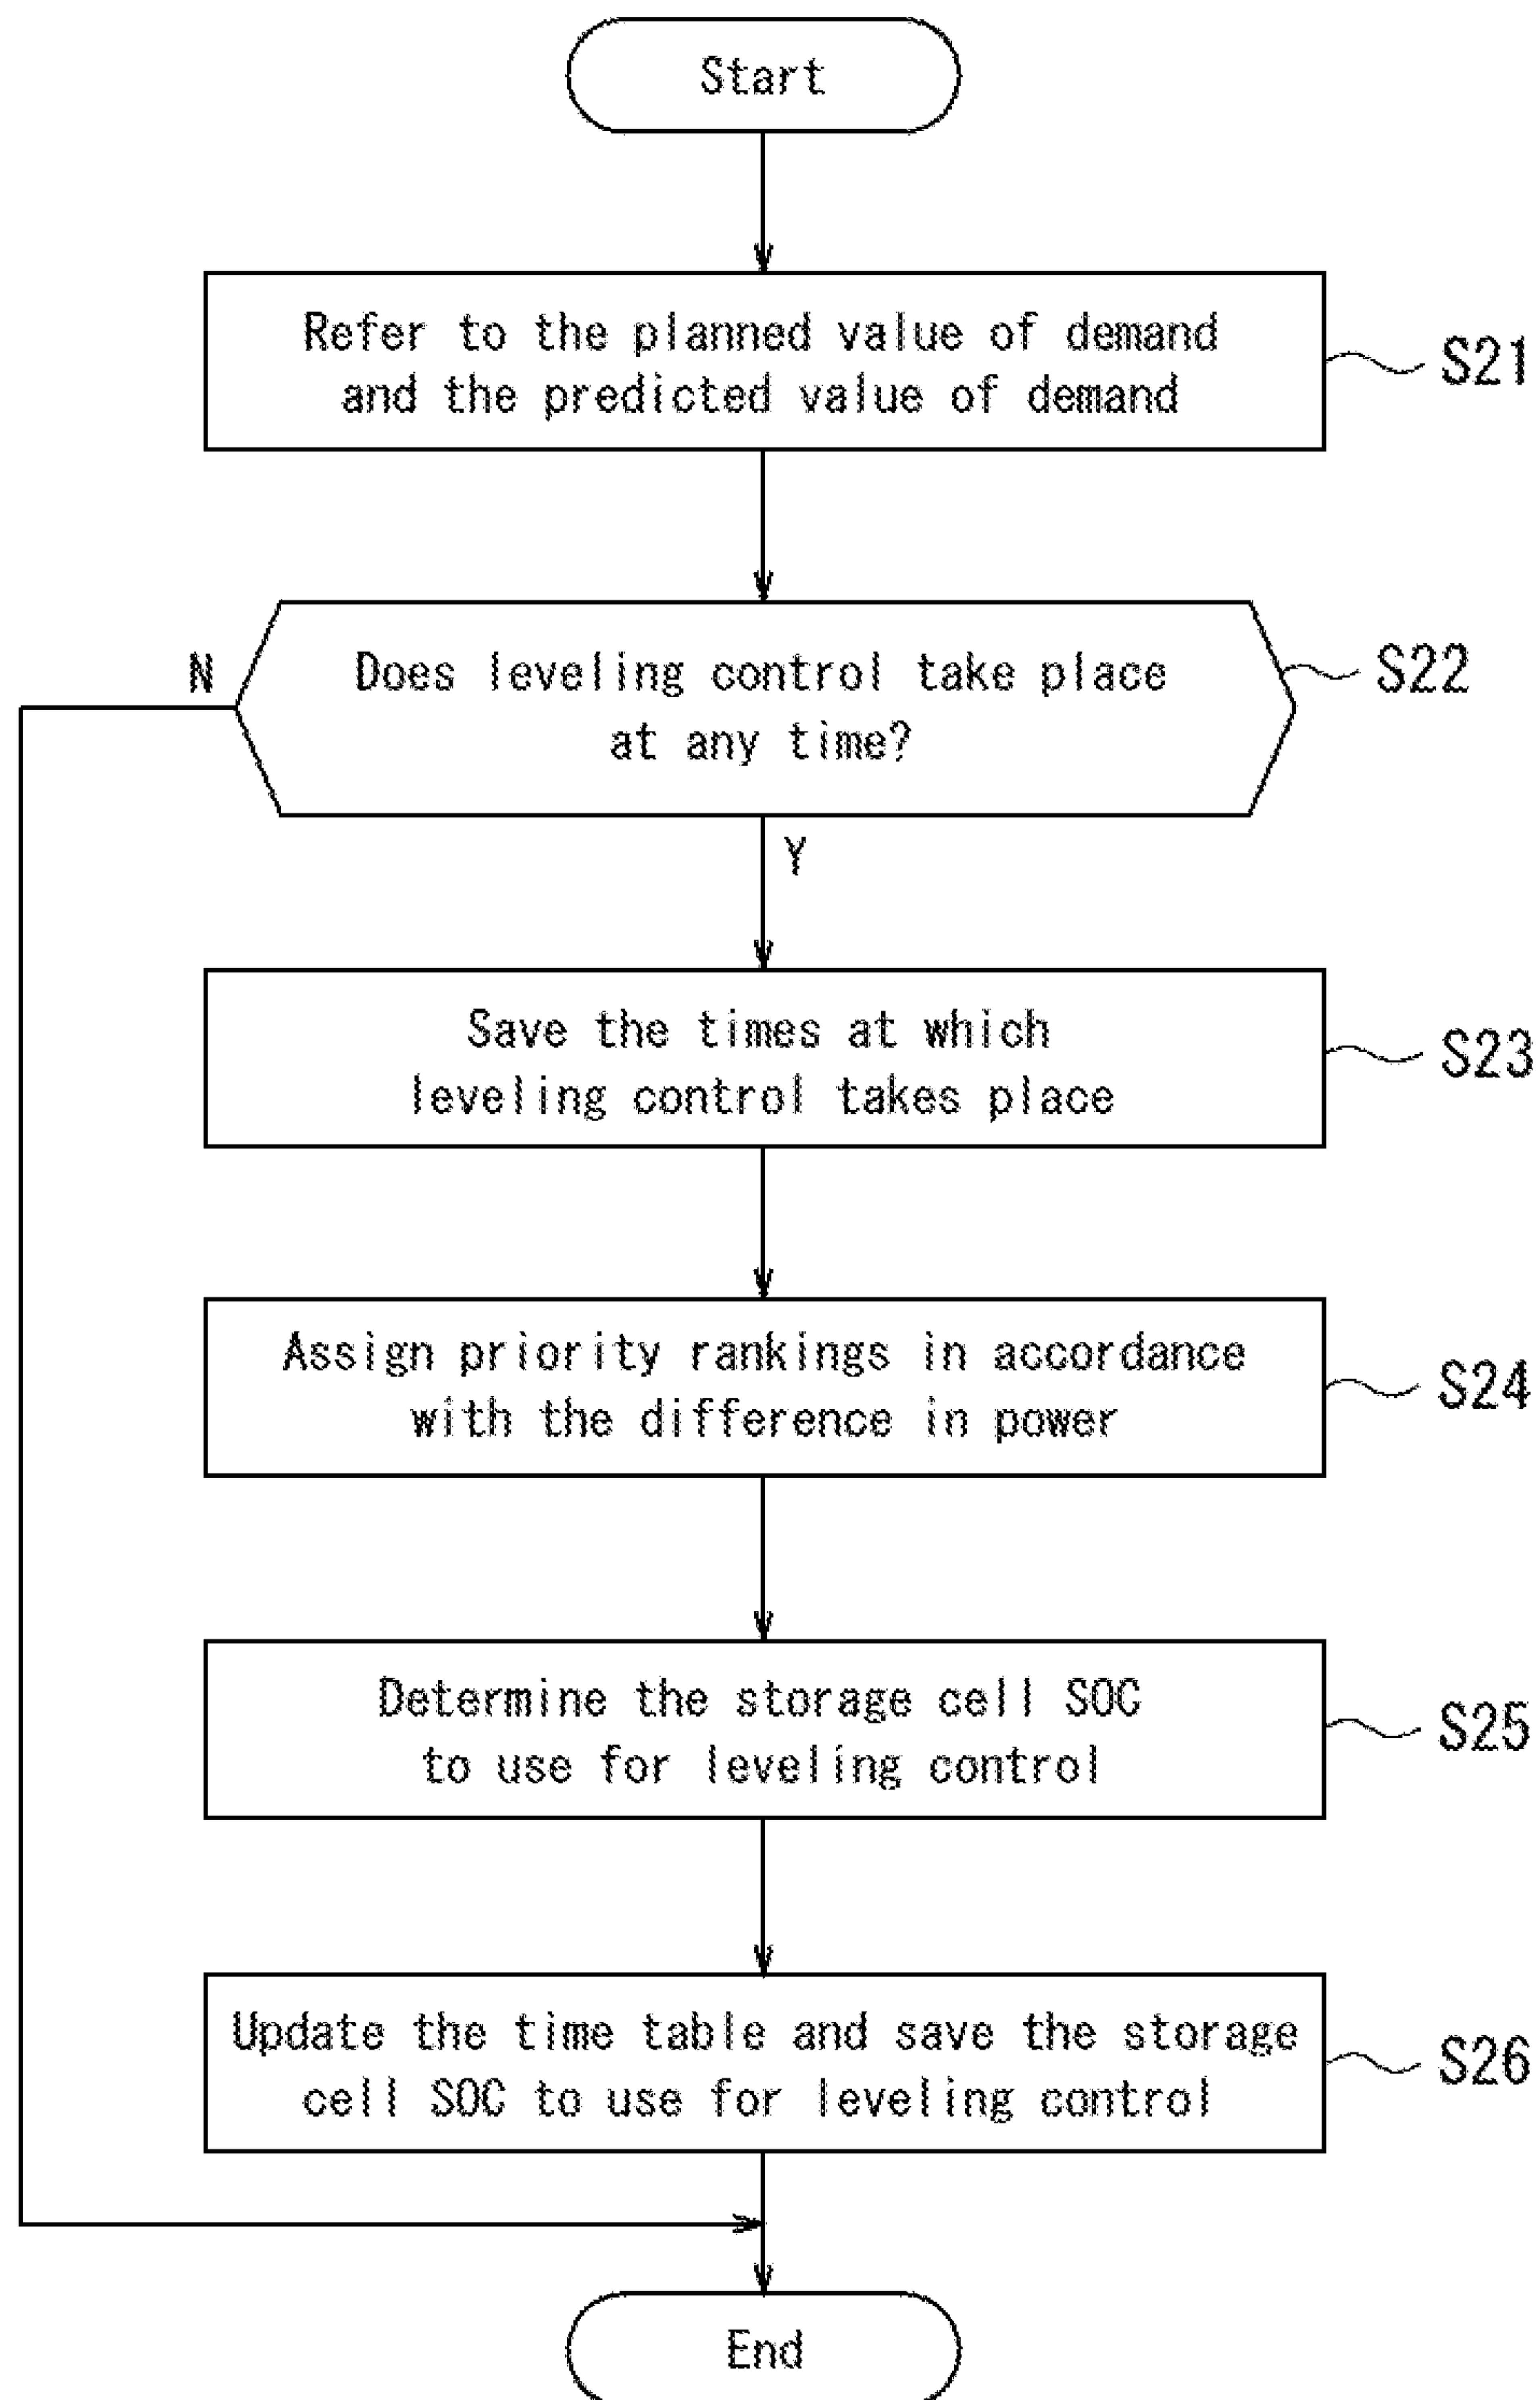 Start
Refer to the planned value of demand
and the predicted value of demand
S21
Does leveling control take place
at any time?
S22
N
Y
Save the times at which
leveling control takes place
S23
Assign priority rankings in accordance
with the difference in power
S24
Determine the storage cell SOC
to use for leveling control
S25
Update the time table and save the storage
cell SOC to use for leveling control
S26
End